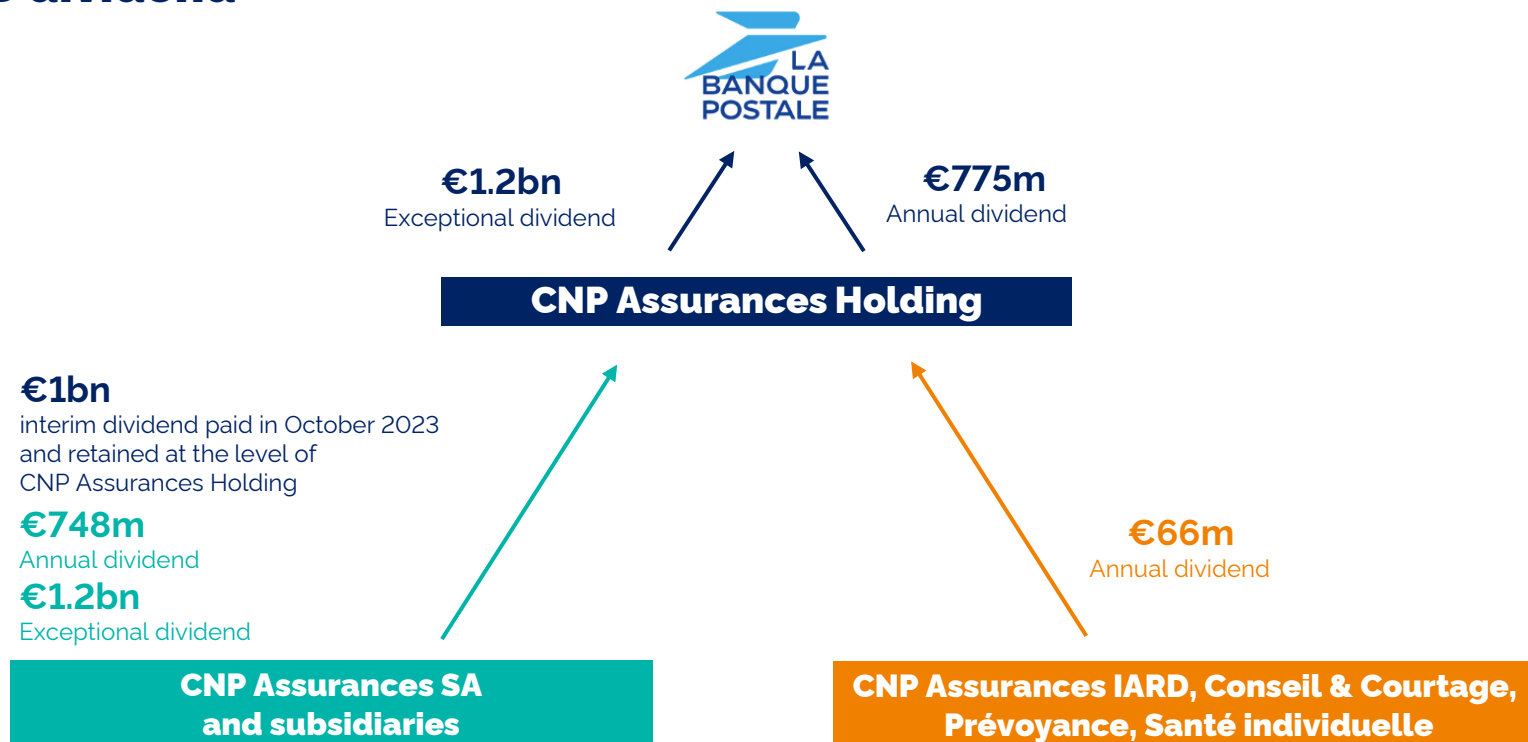 dividend
LA
BANQUE
POSTALE
€1.2bn
Exceptional dividend
€775m
Annual dividend
CNP Assurances Holding
€1bn
interim dividend paid in October 2023
and retained at the level of
CNP Assurances Holding
€748m
Annual dividend
€1.2bn
Exceptional dividend
€66m
Annual dividend
CNP Assurances SA
and subsidiaries
CNP Assurances IARD, Conseil & Courtage,
Prévoyance, Santé individuelle